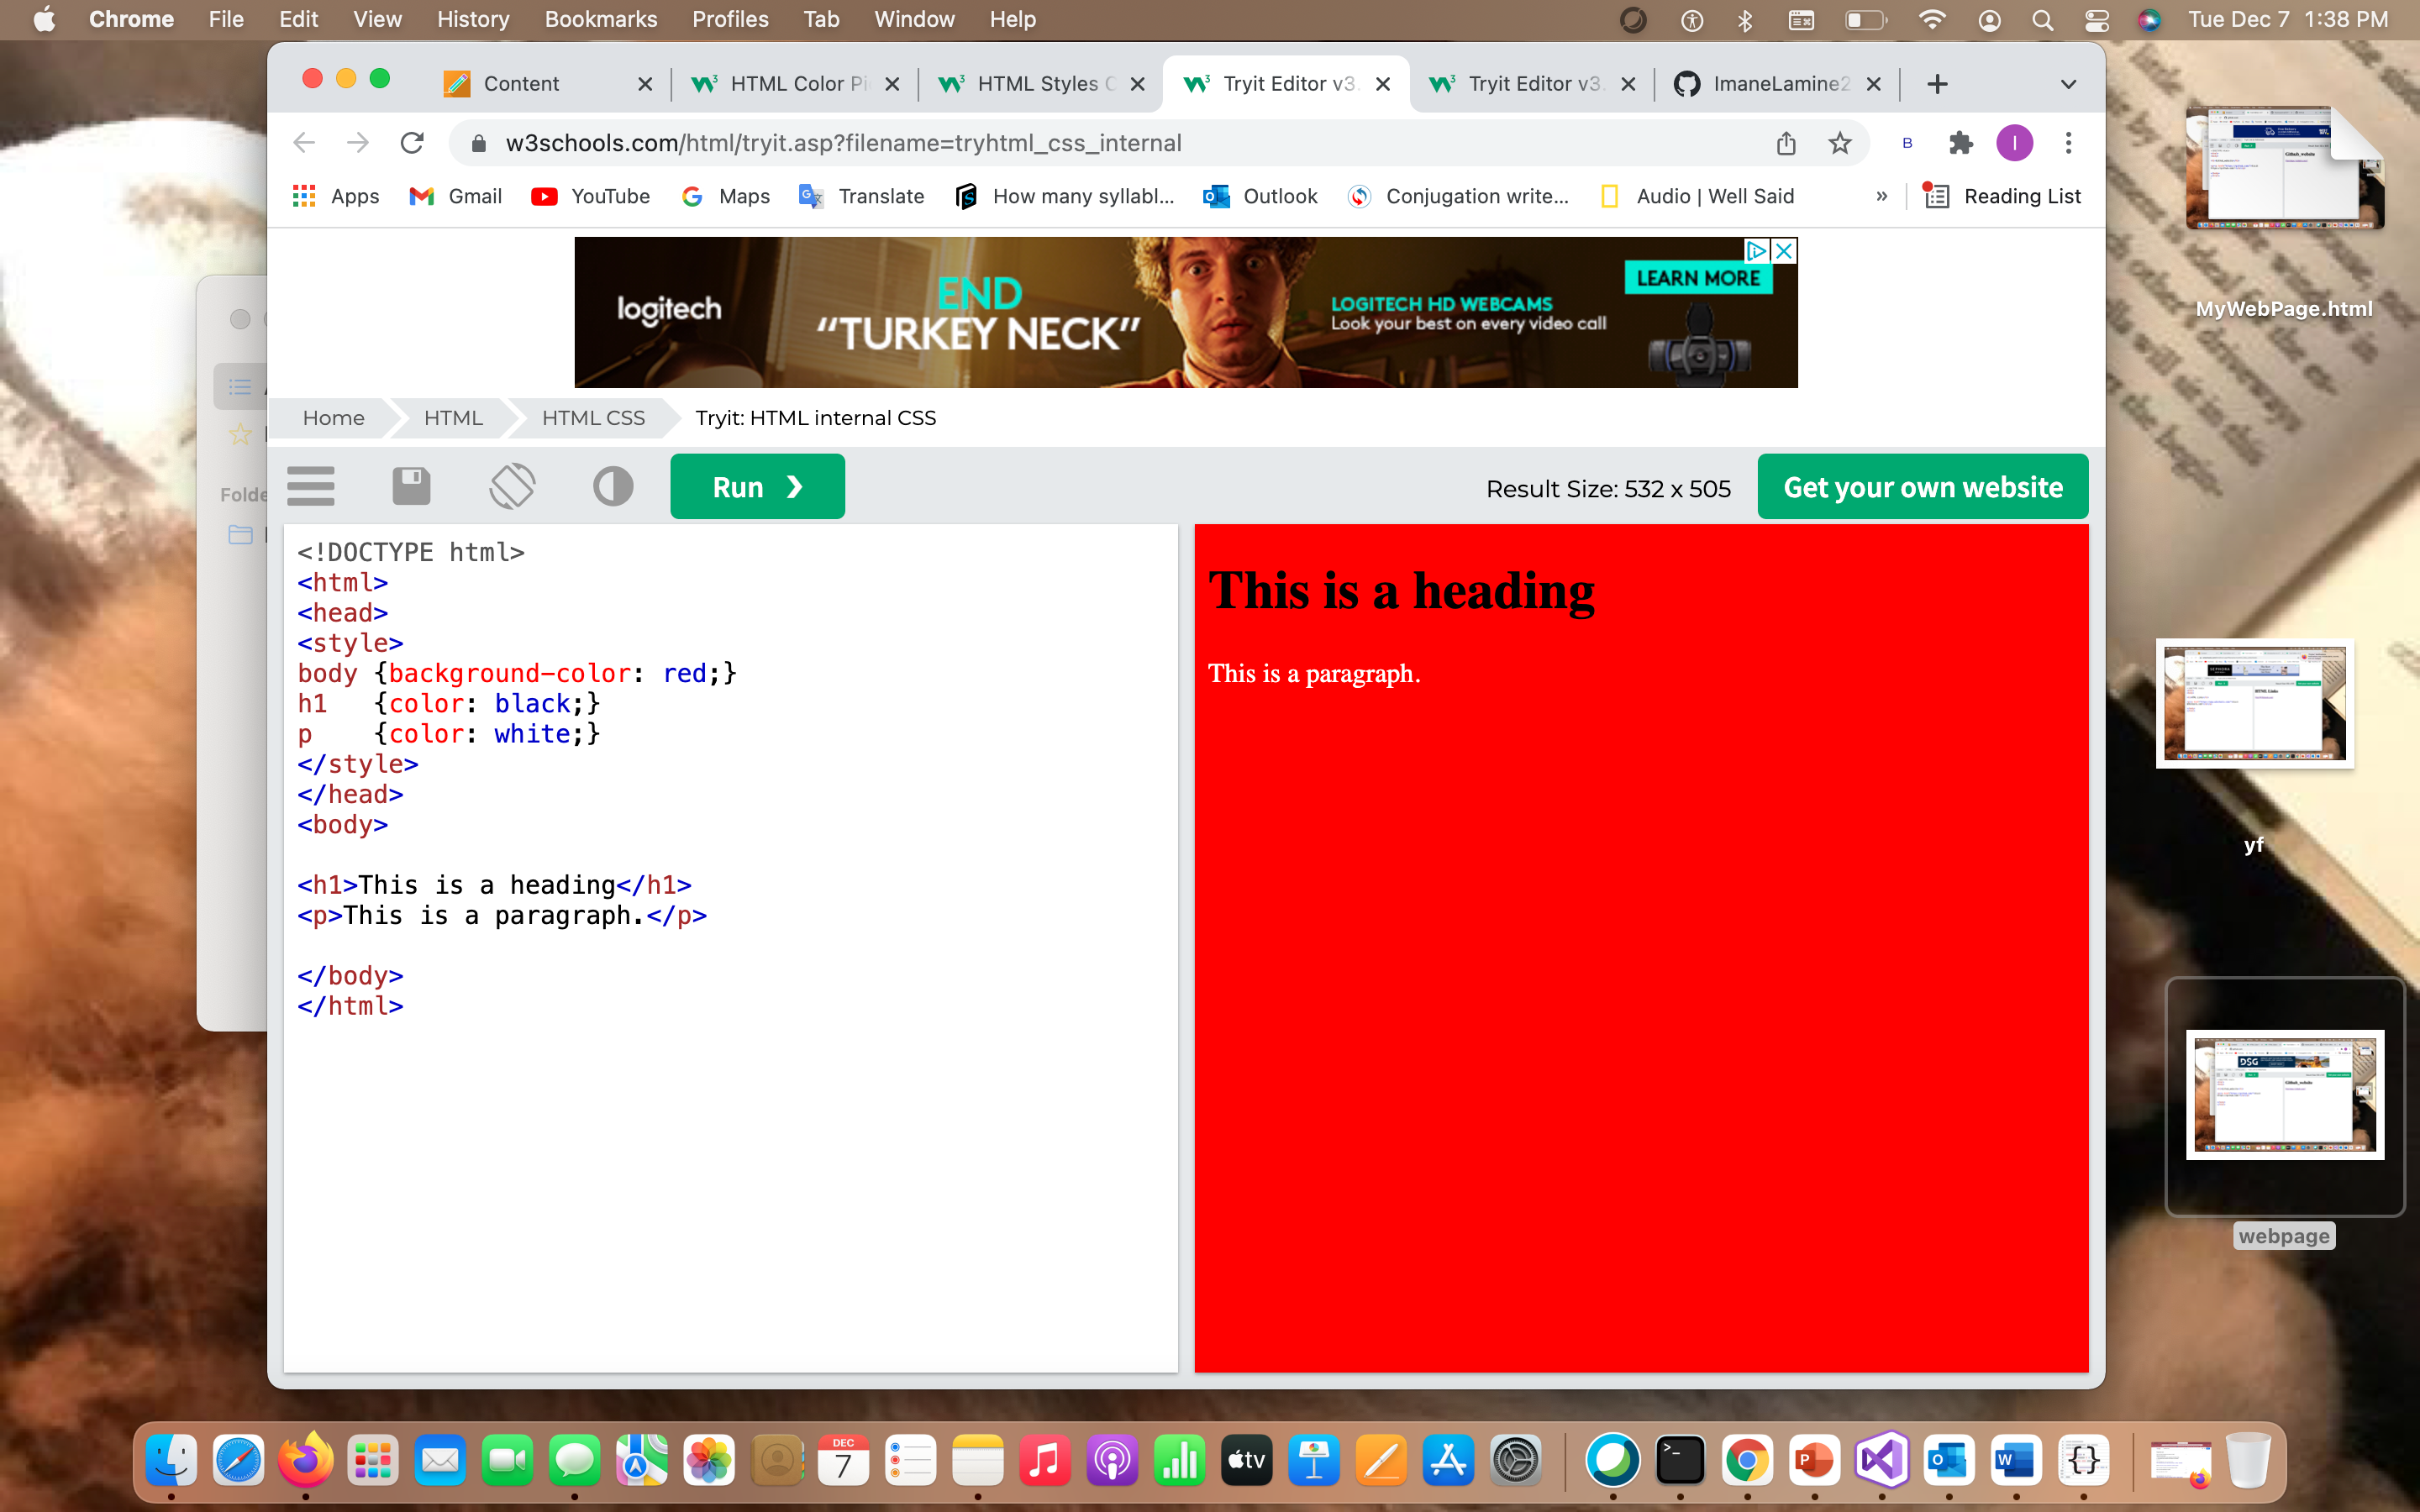 Chrome File Edit View History Bookmarks Profiles Tab Window Help Tue Dec 7 1:38 PM
Content HTML Color Pi HTML Styles C Tryit Editor v3. Tryit Editor v3. ImaneLamine2
w3schools.com/html/tryit.asp?filename=tryhtml_css_internal B I
Apps Gmail YouTube Maps Translate How many syllabl... Outlook Conjugation write... Audio | Well Said » Reading List
logitech
END
“TURKEY NECK”
LOGITECH HD WEBCAMS
Look your best on every video call
LEARN MORE
Home HTML HTML CSS Tryit: HTML internal CSS
Run ❯ Result Size: 532 x 505 Get your own website
<!DOCTYPE html>
<html>
<head>
<style>
body {background-color: red;}
h1   {color: black;}
p    {color: white;}
</style>
</head>
<body>
<h1>This is a heading</h1>
<p>This is a paragraph.</p>
</body>
</html>
This is a heading
This is a paragraph.
Folde
MyWebPage.html
yf
webpage
DEC
7
tv